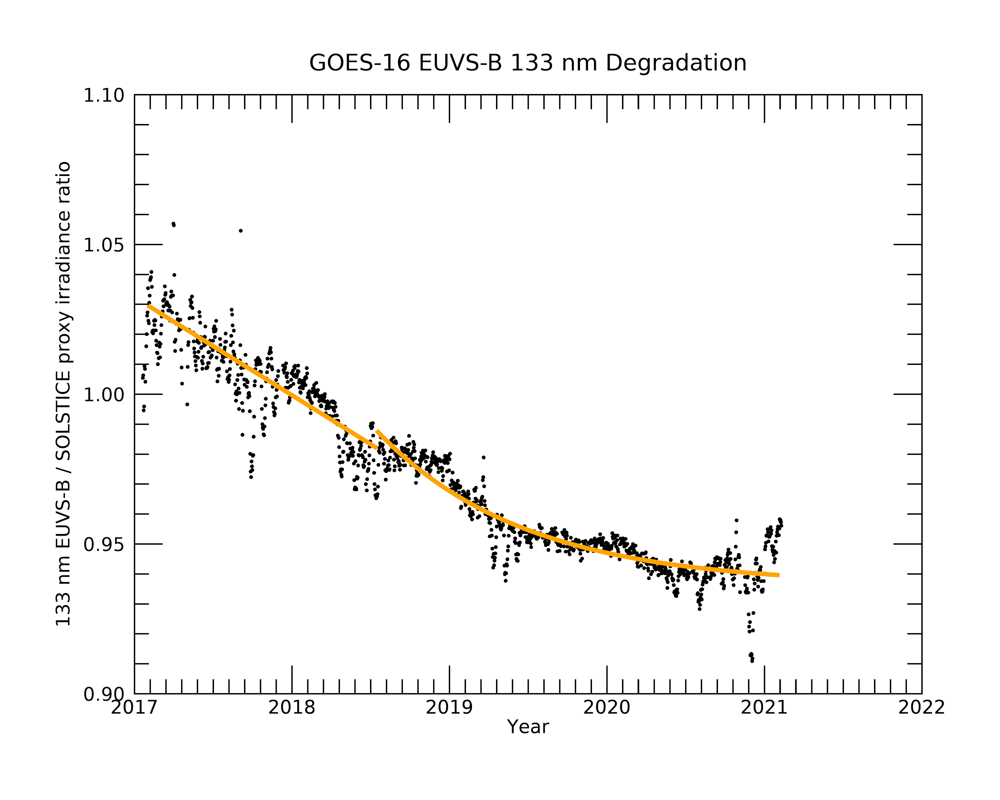 GOES-16 EUVS-B 133 nm Degradation
133 nm EUVS-B / SOLSTICE proxy irradiance ratio
1.10
1.05
1.00
0.95
0.90
2017 2018 2019 2020 2021 2022
Year